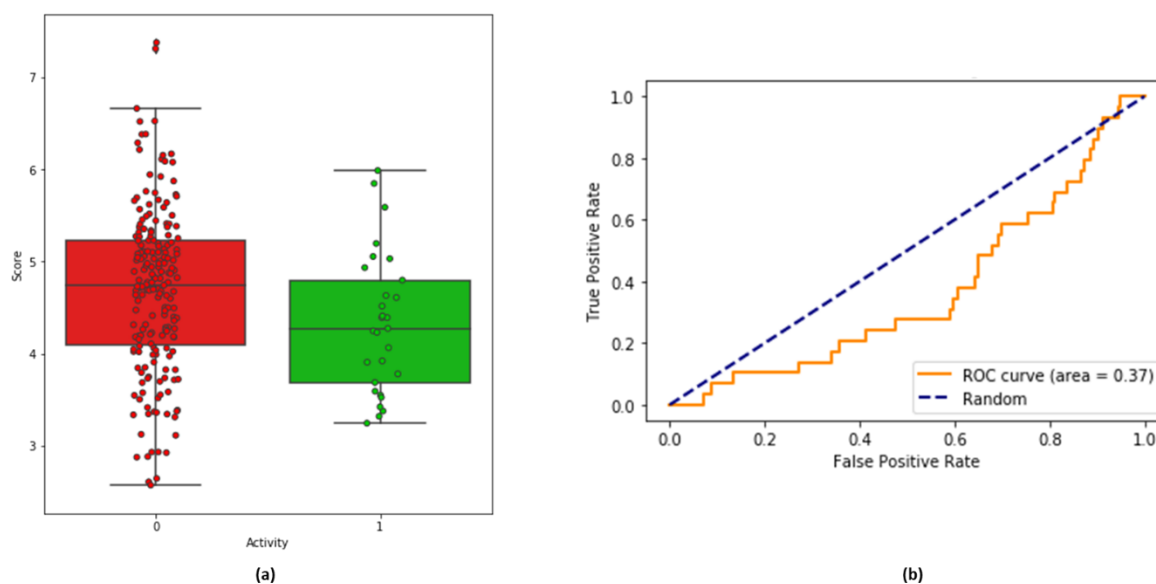 7
6
5
4
3
Score
0
1
Activity
(a)
1.0
0.8
0.6
0.4
0.2
0.0
True Positive Rate
ROC curve (area = 0.37)
Random
0.0
0.2
0.4
0.6
0.8
1.0
False Positive Rate
(b)